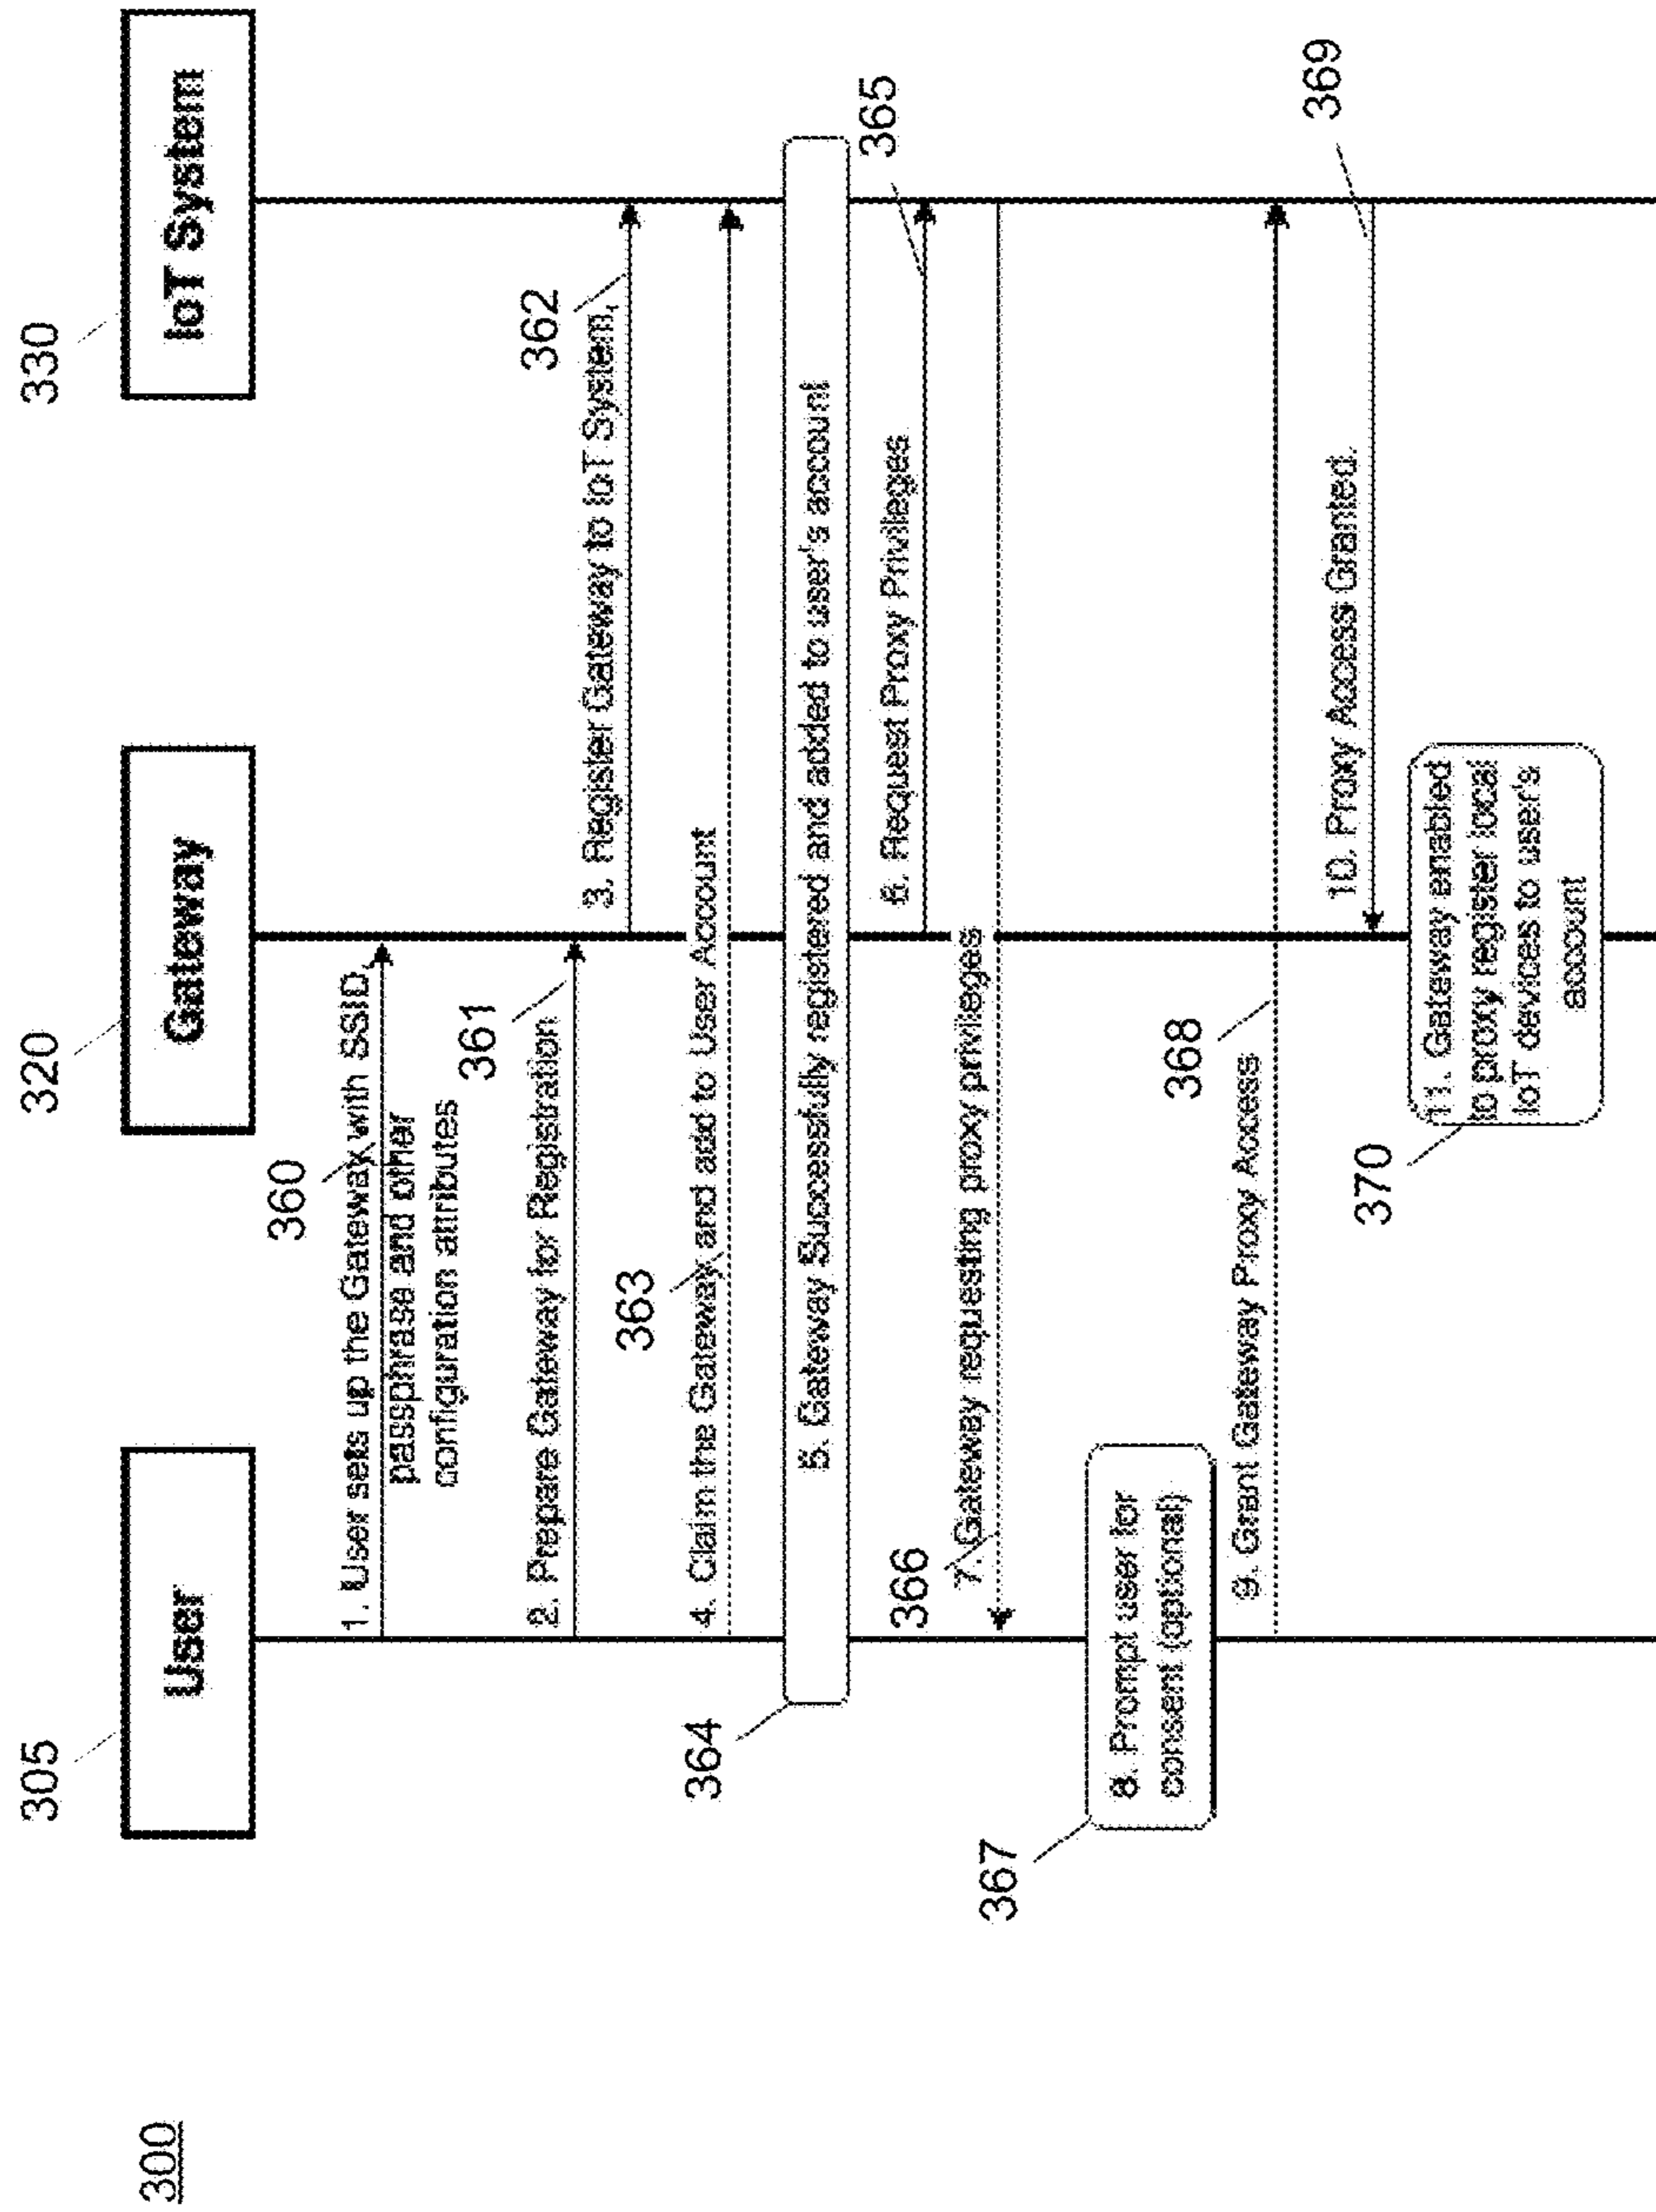 300
305
User
320
Gateway
330
IoT System
1. User sets up the Gateway with SSID,
passphrase and other
configuration attributes
360
2. Prepare Gateway for Registration
361
3. Register Gateway to IoT System,
362
4. Claim the Gateway and add to User Account
363
5. Gateway Successfully registered and added to user's account
364
6. Request Proxy Privileges
365
7. Gateway requesting proxy privileges
366
8. Prompt user for
consent (optional)
367
9. Grant Gateway Proxy Access
368
10. Proxy Access Granted.
369
11. Gateway enabled
to proxy register local
IoT devices to user's
account
370